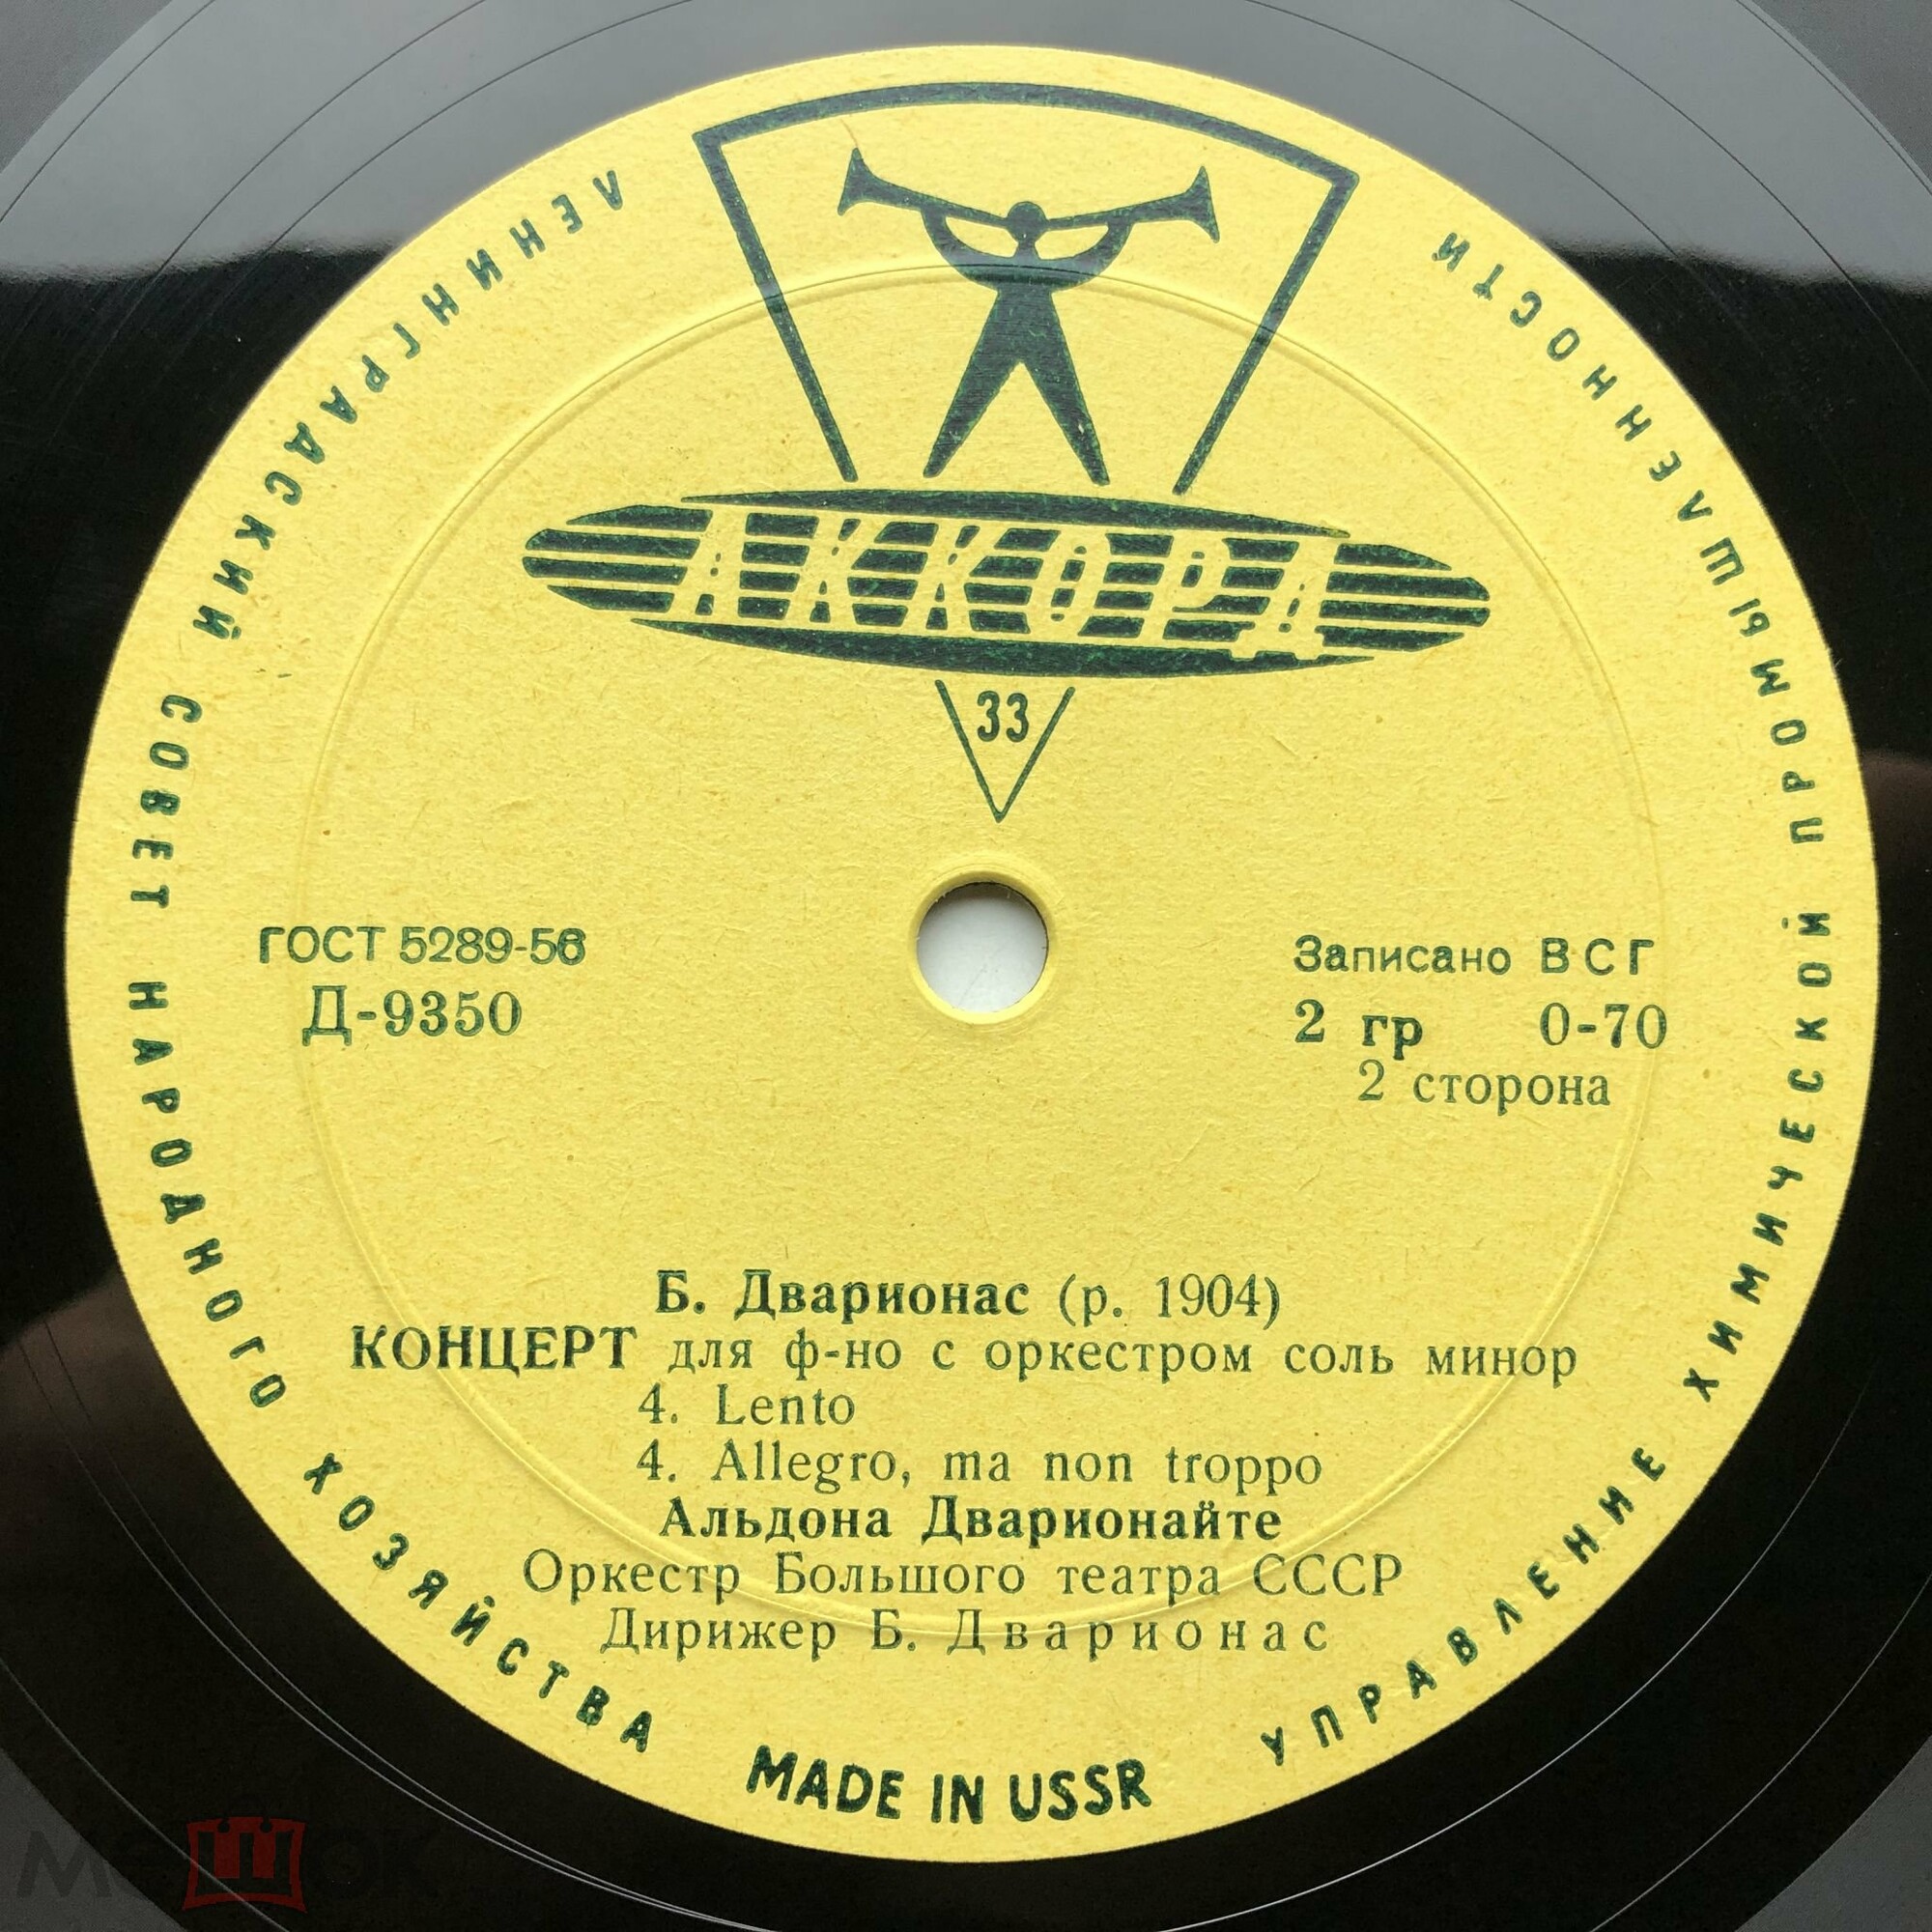 ЛЕНИНГРАДСКИЙ СОВЕТ НАРОДНОГО ХОЗЯЙСТВА
УПРАВЛЕНИЕ ХИМИЧЕСКОЙ ПРОМЫШЛЕННОСТИ
АККОРД
33
ГОСТ 5289-56
Д-9350
Записано ВСГ
2 гр 0-70
2 сторона
Б. Дварионас (р. 1904)
КОНЦЕРТ для ф-но с оркестром соль минор
4. Lento
4. Allegro, ma non troppo
Альдона Дварионайте
Оркестр Большого театра СССР
Дирижер Б. Дварионас
MADE IN USSR
мешок